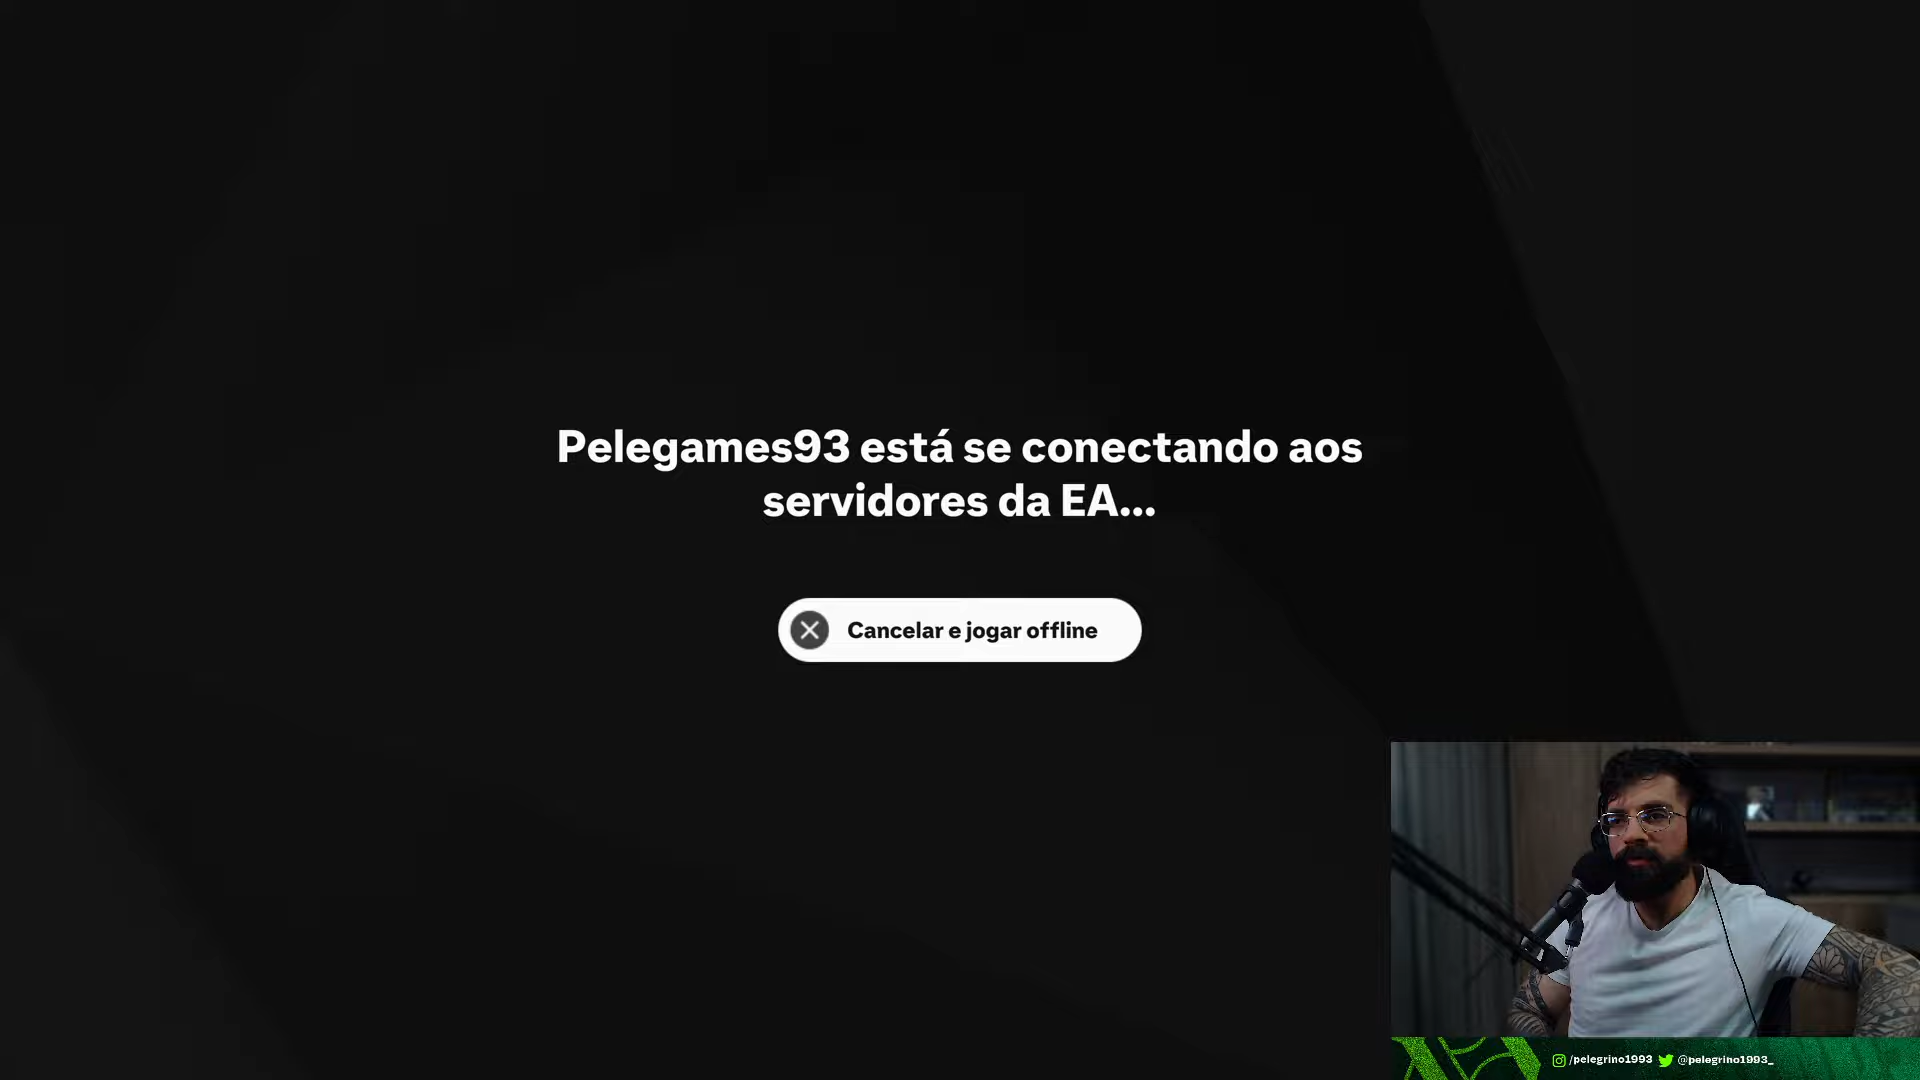 Pelegames93 está se conectando aos
servidores da EA...
Cancelar e jogar offline
/pelegrino1993 @pelegrino1993_